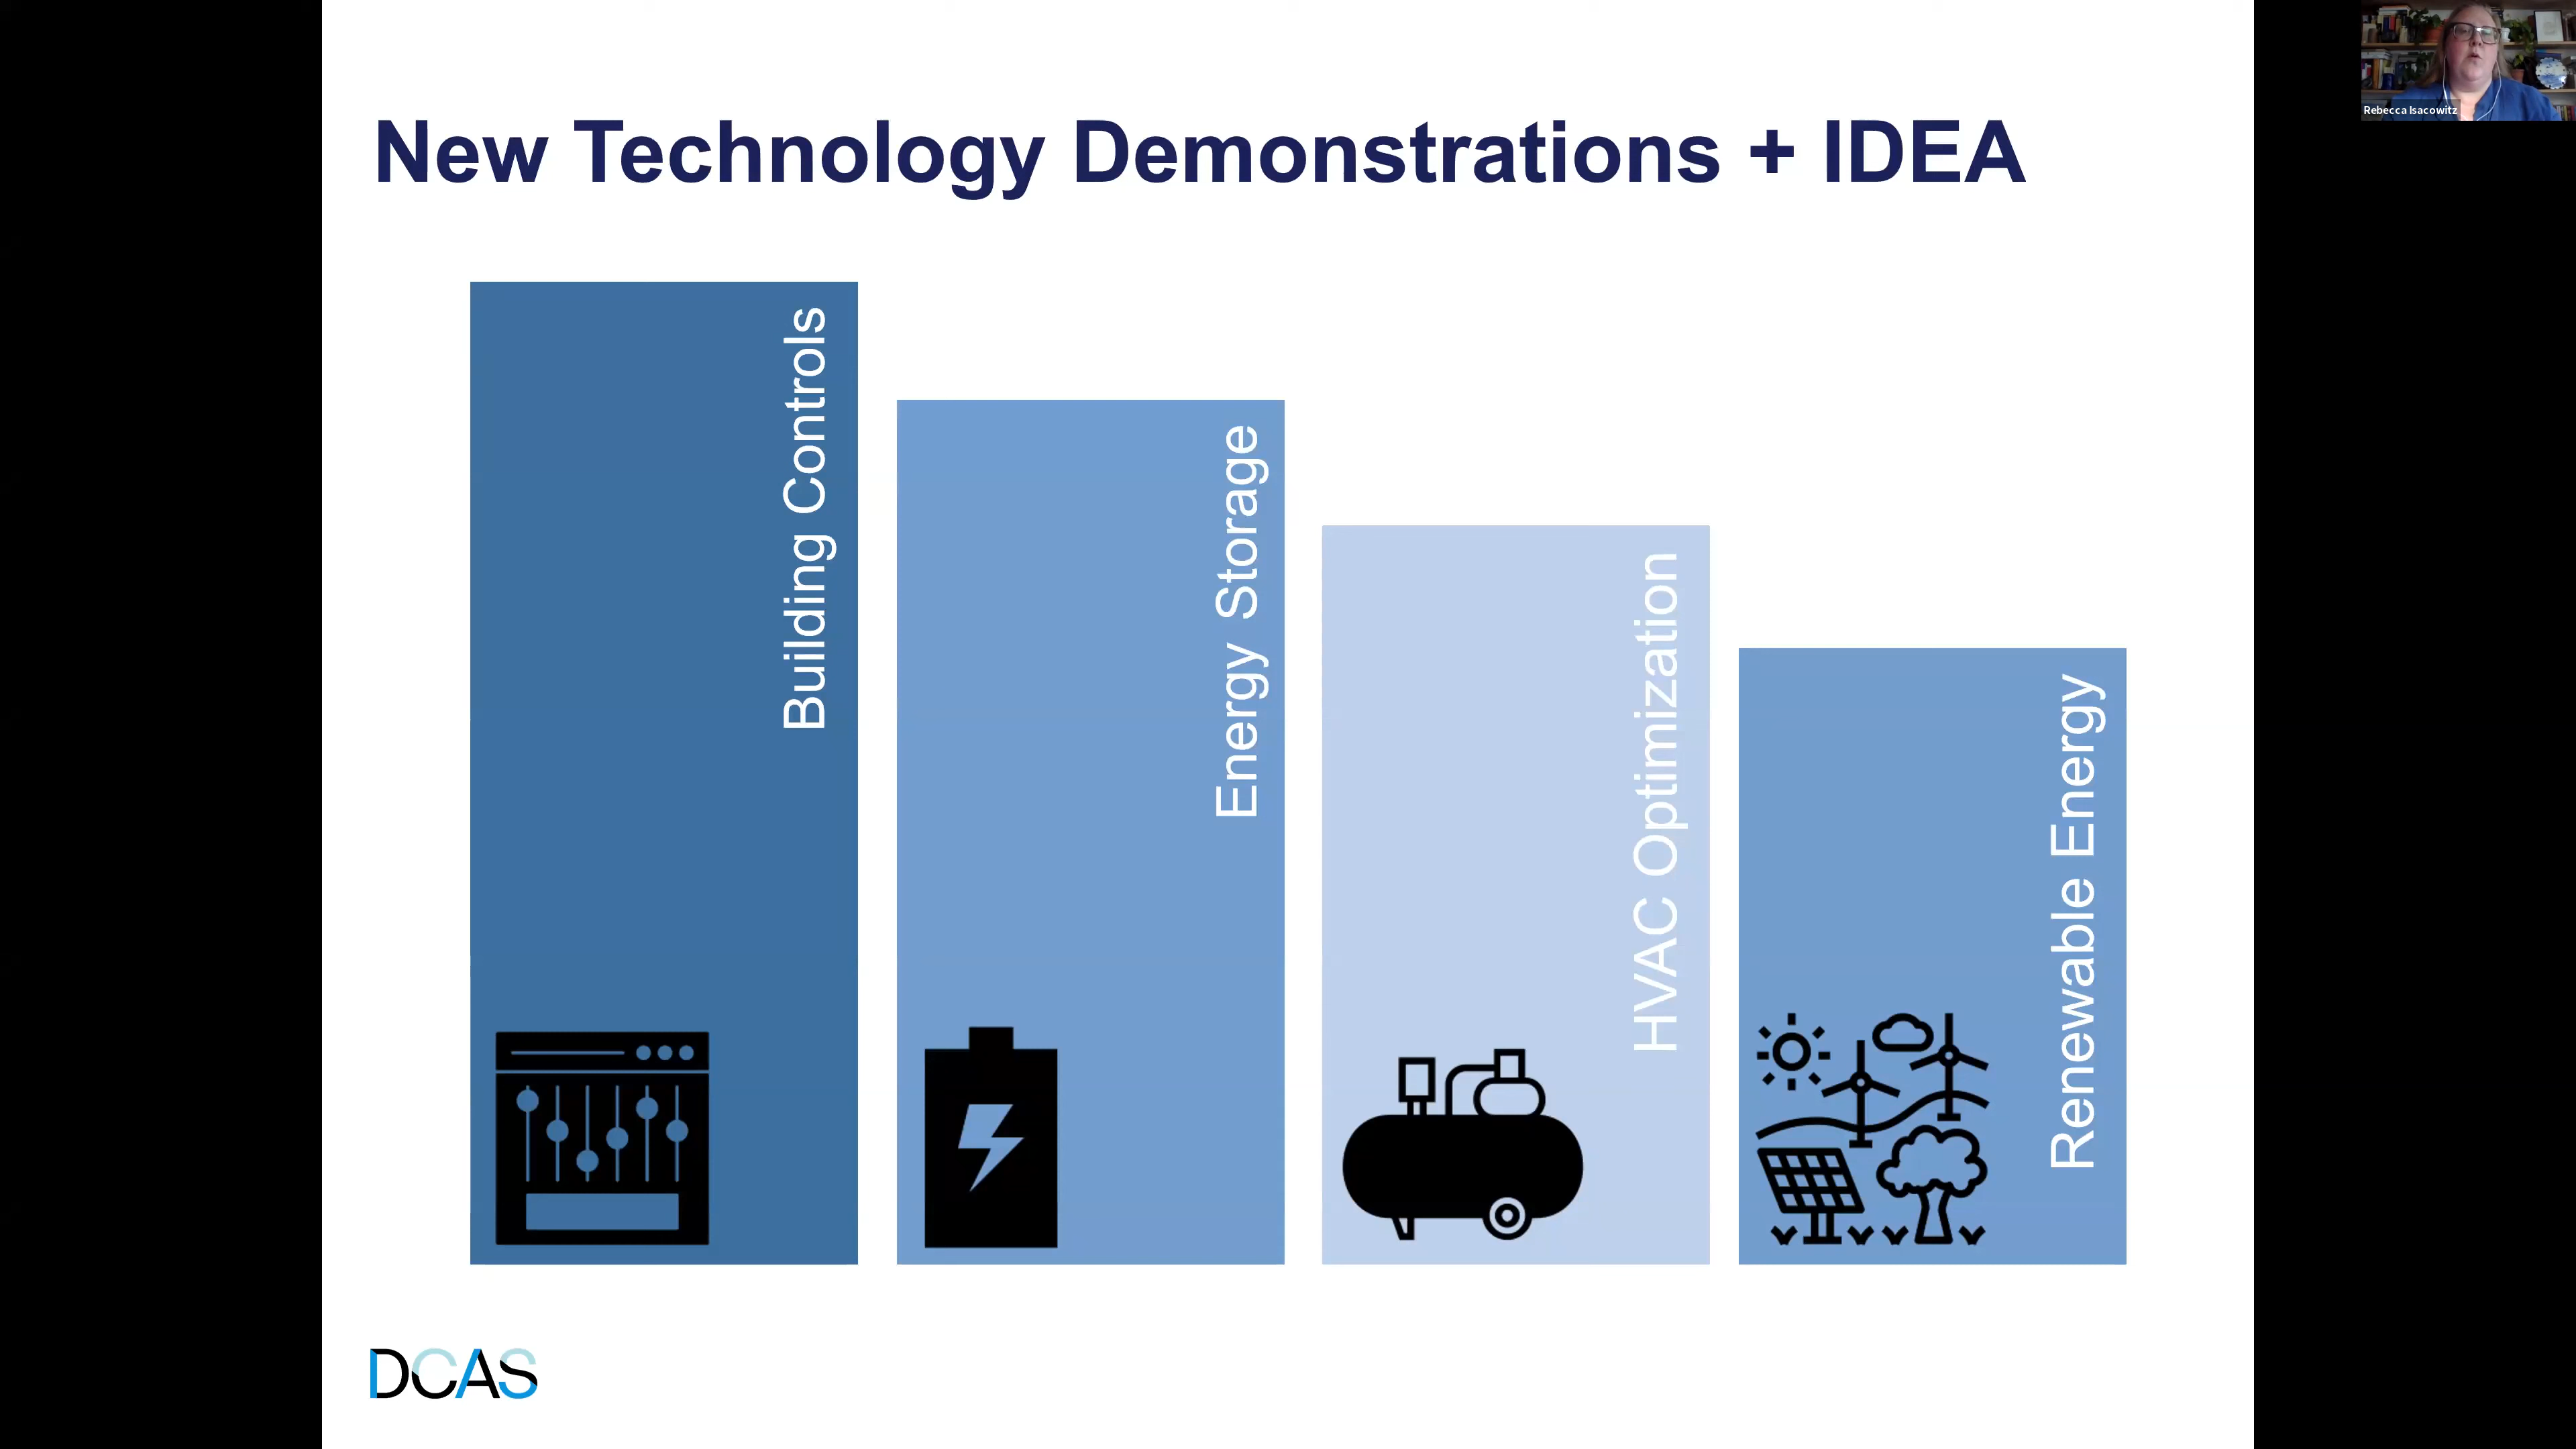 New Technology Demonstrations + IDEA
Building Controls
Energy Storage
HVAC Optimization
Renewable Energy
DCAS
Rebecca Isacowitz